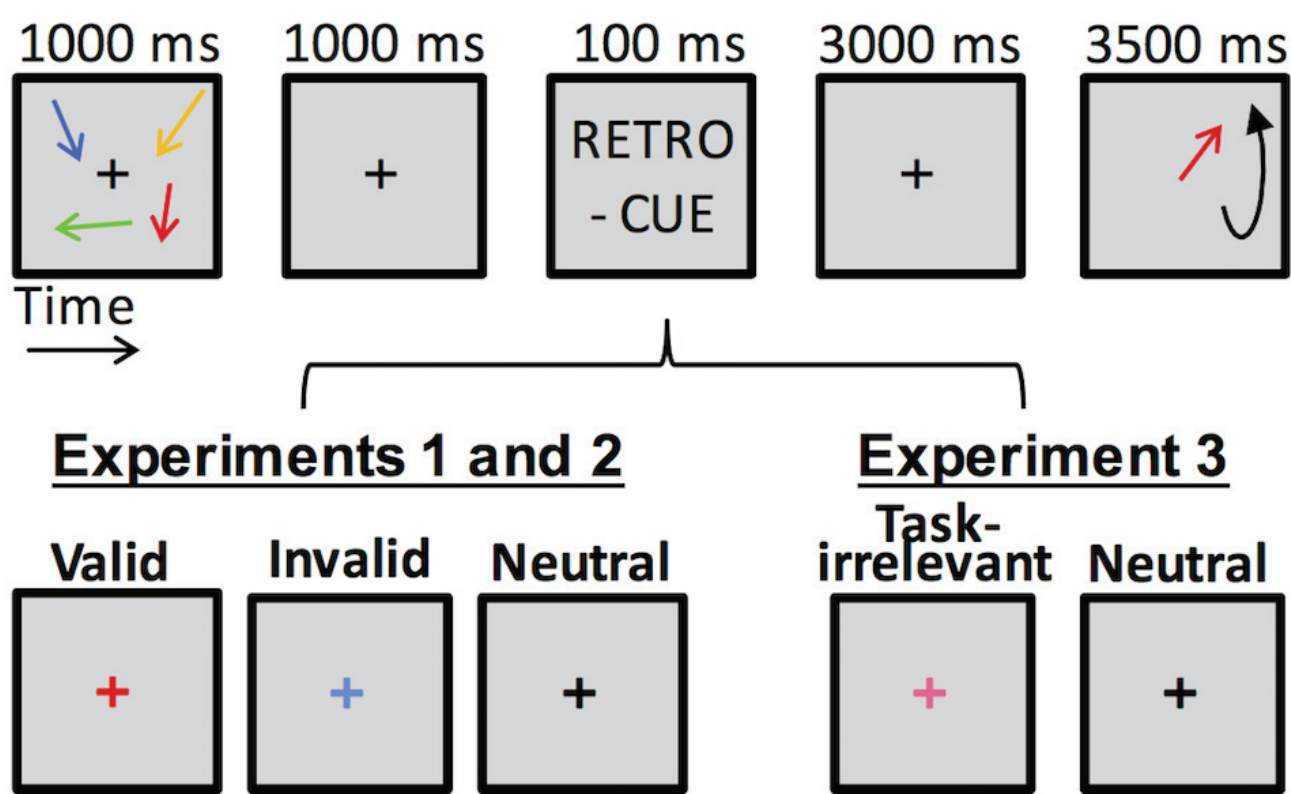 1000 ms 1000 ms 100 ms 3000 ms 3500 ms
RETRO
- CUE
Time
Experiments 1 and 2 Experiment 3
Valid Invalid Neutral Task-
irrelevant Neutral